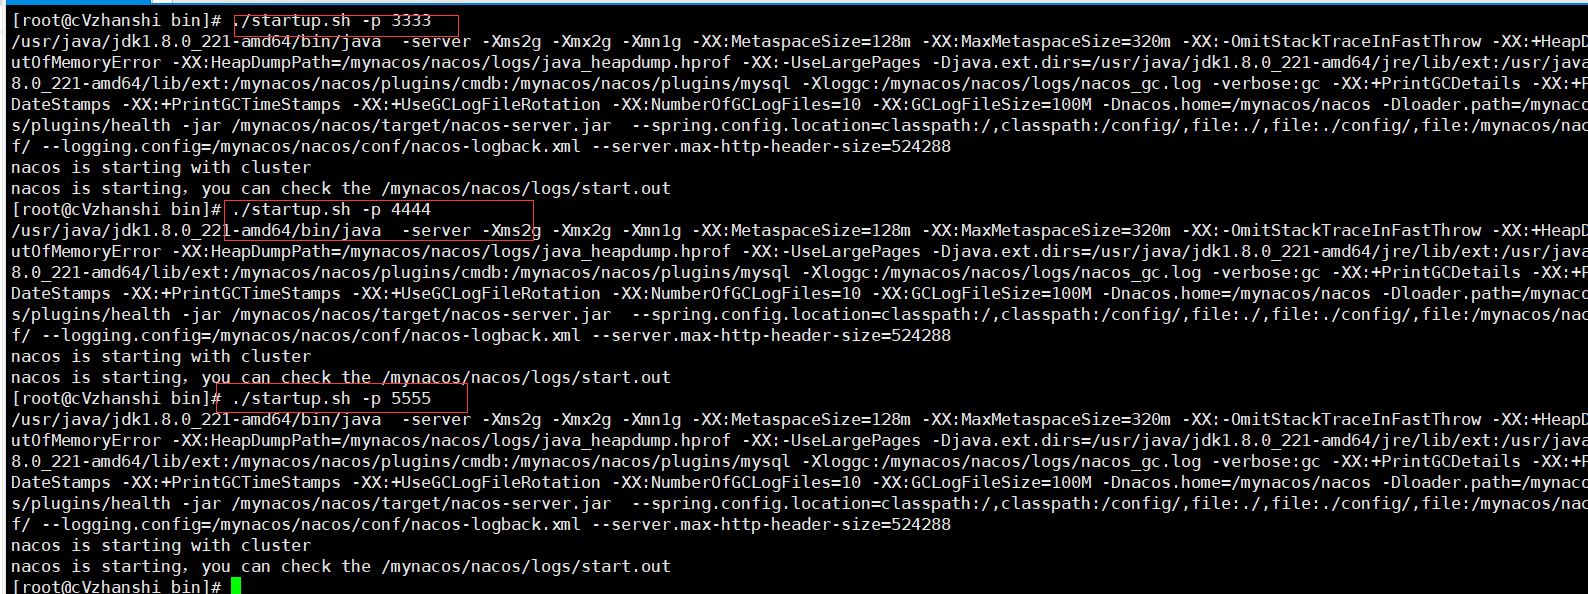 [root@cVzhanshi bin]# ./startup.sh -p 3333
/usr/java/jdk1.8.0_221-amd64/bin/java  -server -Xms2g -Xmx2g -Xmn1g -XX:MetaspaceSize=128m -XX:MaxMetaspaceSize=320m -XX:-OmitStackTraceInFastThrow -XX:+HeapD
utOfMemoryError -XX:HeapDumpPath=/mynacos/nacos/logs/java_heapdump.hprof -XX:-UseLargePages -Djava.ext.dirs=/usr/java/jdk1.8.0_221-amd64/jre/lib/ext:/usr/java
8.0_221-amd64/lib/ext:/mynacos/nacos/plugins/cmdb:/mynacos/nacos/plugins/mysql -Xloggc:/mynacos/nacos/logs/nacos_gc.log -verbose:gc -XX:+PrintGCDetails -XX:+P
DateStamps -XX:+PrintGCTimeStamps -XX:+UseGCLogFileRotation -XX:NumberOfGCLogFiles=10 -XX:GCLogFileSize=100M -Dnacos.home=/mynacos/nacos -Dloader.path=/mynaco
s/plugins/health -jar /mynacos/nacos/target/nacos-server.jar  --spring.config.location=classpath:/,classpath:/config/,file:./,file:./config/,file:/mynacos/nac
f/ --logging.config=/mynacos/nacos/conf/nacos-logback.xml --server.max-http-header-size=524288
nacos is starting with cluster
nacos is starting，you can check the /mynacos/nacos/logs/start.out
[root@cVzhanshi bin]# ./startup.sh -p 4444
/usr/java/jdk1.8.0_221-amd64/bin/java  -server -Xms2g -Xmx2g -Xmn1g -XX:MetaspaceSize=128m -XX:MaxMetaspaceSize=320m -XX:-OmitStackTraceInFastThrow -XX:+HeapD
utOfMemoryError -XX:HeapDumpPath=/mynacos/nacos/logs/java_heapdump.hprof -XX:-UseLargePages -Djava.ext.dirs=/usr/java/jdk1.8.0_221-amd64/jre/lib/ext:/usr/java
8.0_221-amd64/lib/ext:/mynacos/nacos/plugins/cmdb:/mynacos/nacos/plugins/mysql -Xloggc:/mynacos/nacos/logs/nacos_gc.log -verbose:gc -XX:+PrintGCDetails -XX:+P
DateStamps -XX:+PrintGCTimeStamps -XX:+UseGCLogFileRotation -XX:NumberOfGCLogFiles=10 -XX:GCLogFileSize=100M -Dnacos.home=/mynacos/nacos -Dloader.path=/mynaco
s/plugins/health -jar /mynacos/nacos/target/nacos-server.jar  --spring.config.location=classpath:/,classpath:/config/,file:./,file:./config/,file:/mynacos/nac
f/ --logging.config=/mynacos/nacos/conf/nacos-logback.xml --server.max-http-header-size=524288
nacos is starting with cluster
nacos is starting，you can check the /mynacos/nacos/logs/start.out
[root@cVzhanshi bin]# ./startup.sh -p 5555
/usr/java/jdk1.8.0_221-amd64/bin/java  -server -Xms2g -Xmx2g -Xmn1g -XX:MetaspaceSize=128m -XX:MaxMetaspaceSize=320m -XX:-OmitStackTraceInFastThrow -XX:+HeapD
utOfMemoryError -XX:HeapDumpPath=/mynacos/nacos/logs/java_heapdump.hprof -XX:-UseLargePages -Djava.ext.dirs=/usr/java/jdk1.8.0_221-amd64/jre/lib/ext:/usr/java
8.0_221-amd64/lib/ext:/mynacos/nacos/plugins/cmdb:/mynacos/nacos/plugins/mysql -Xloggc:/mynacos/nacos/logs/nacos_gc.log -verbose:gc -XX:+PrintGCDetails -XX:+P
DateStamps -XX:+PrintGCTimeStamps -XX:+UseGCLogFileRotation -XX:NumberOfGCLogFiles=10 -XX:GCLogFileSize=100M -Dnacos.home=/mynacos/nacos -Dloader.path=/mynaco
s/plugins/health -jar /mynacos/nacos/target/nacos-server.jar  --spring.config.location=classpath:/,classpath:/config/,file:./,file:./config/,file:/mynacos/nac
f/ --logging.config=/mynacos/nacos/conf/nacos-logback.xml --server.max-http-header-size=524288
nacos is starting with cluster
nacos is starting，you can check the /mynacos/nacos/logs/start.out
[root@cVzhanshi bin]#